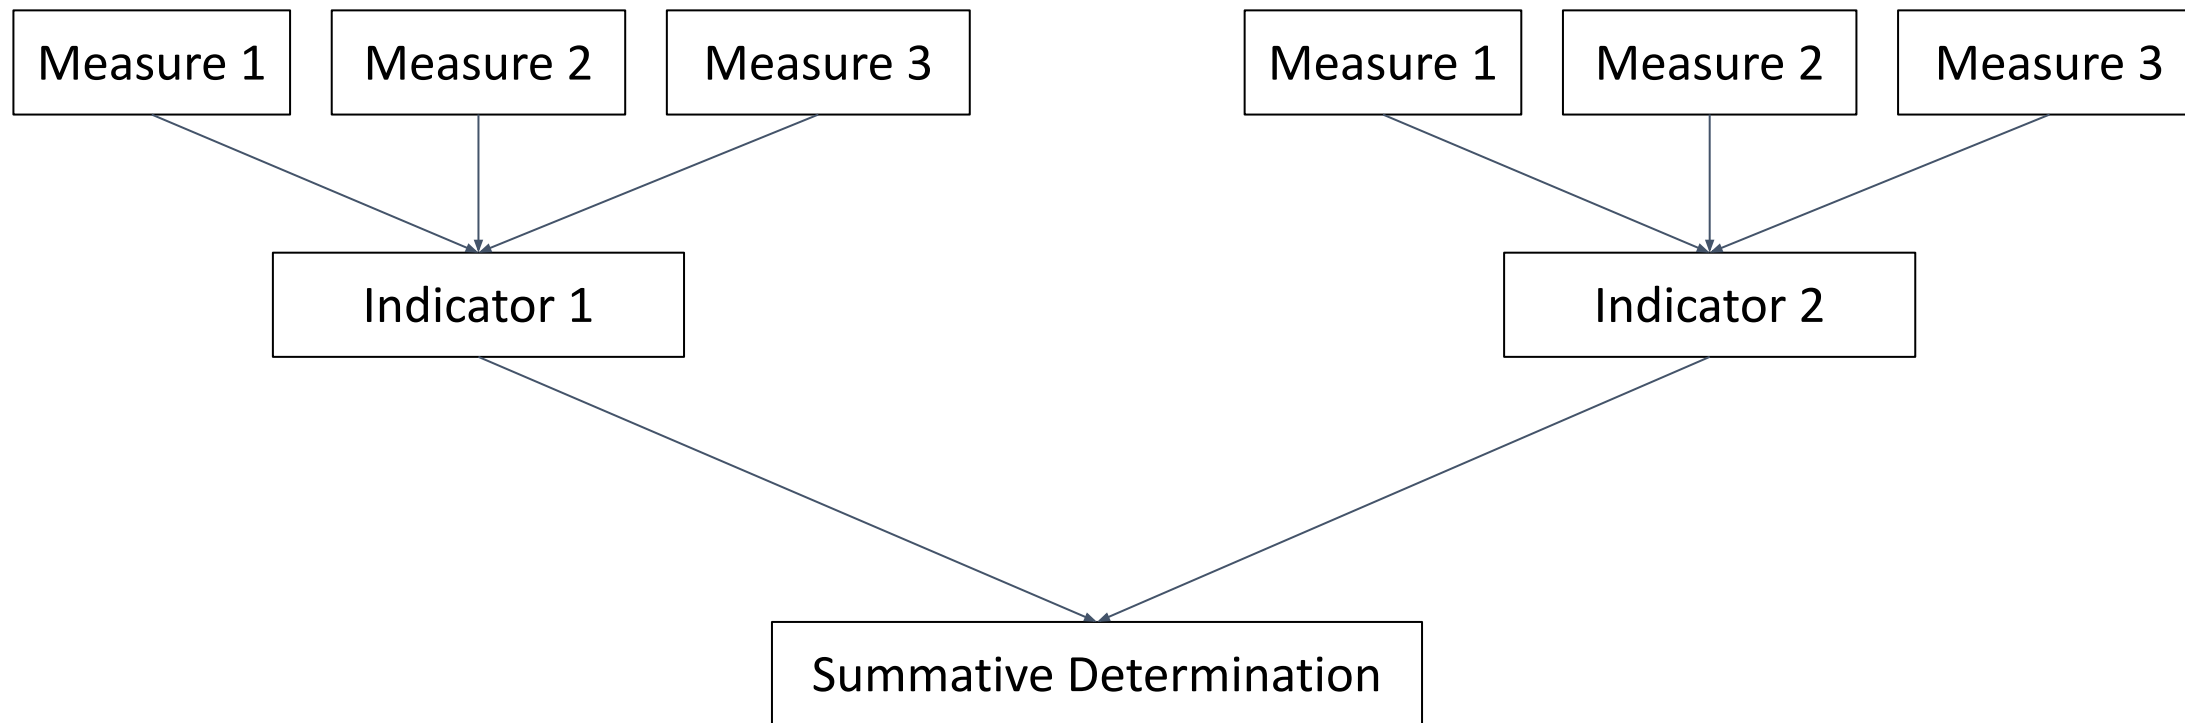 Measure 1
Measure 2
Measure 3
Measure 1
Measure 2
Measure 3
Indicator 1
Indicator 2
Summative Determination